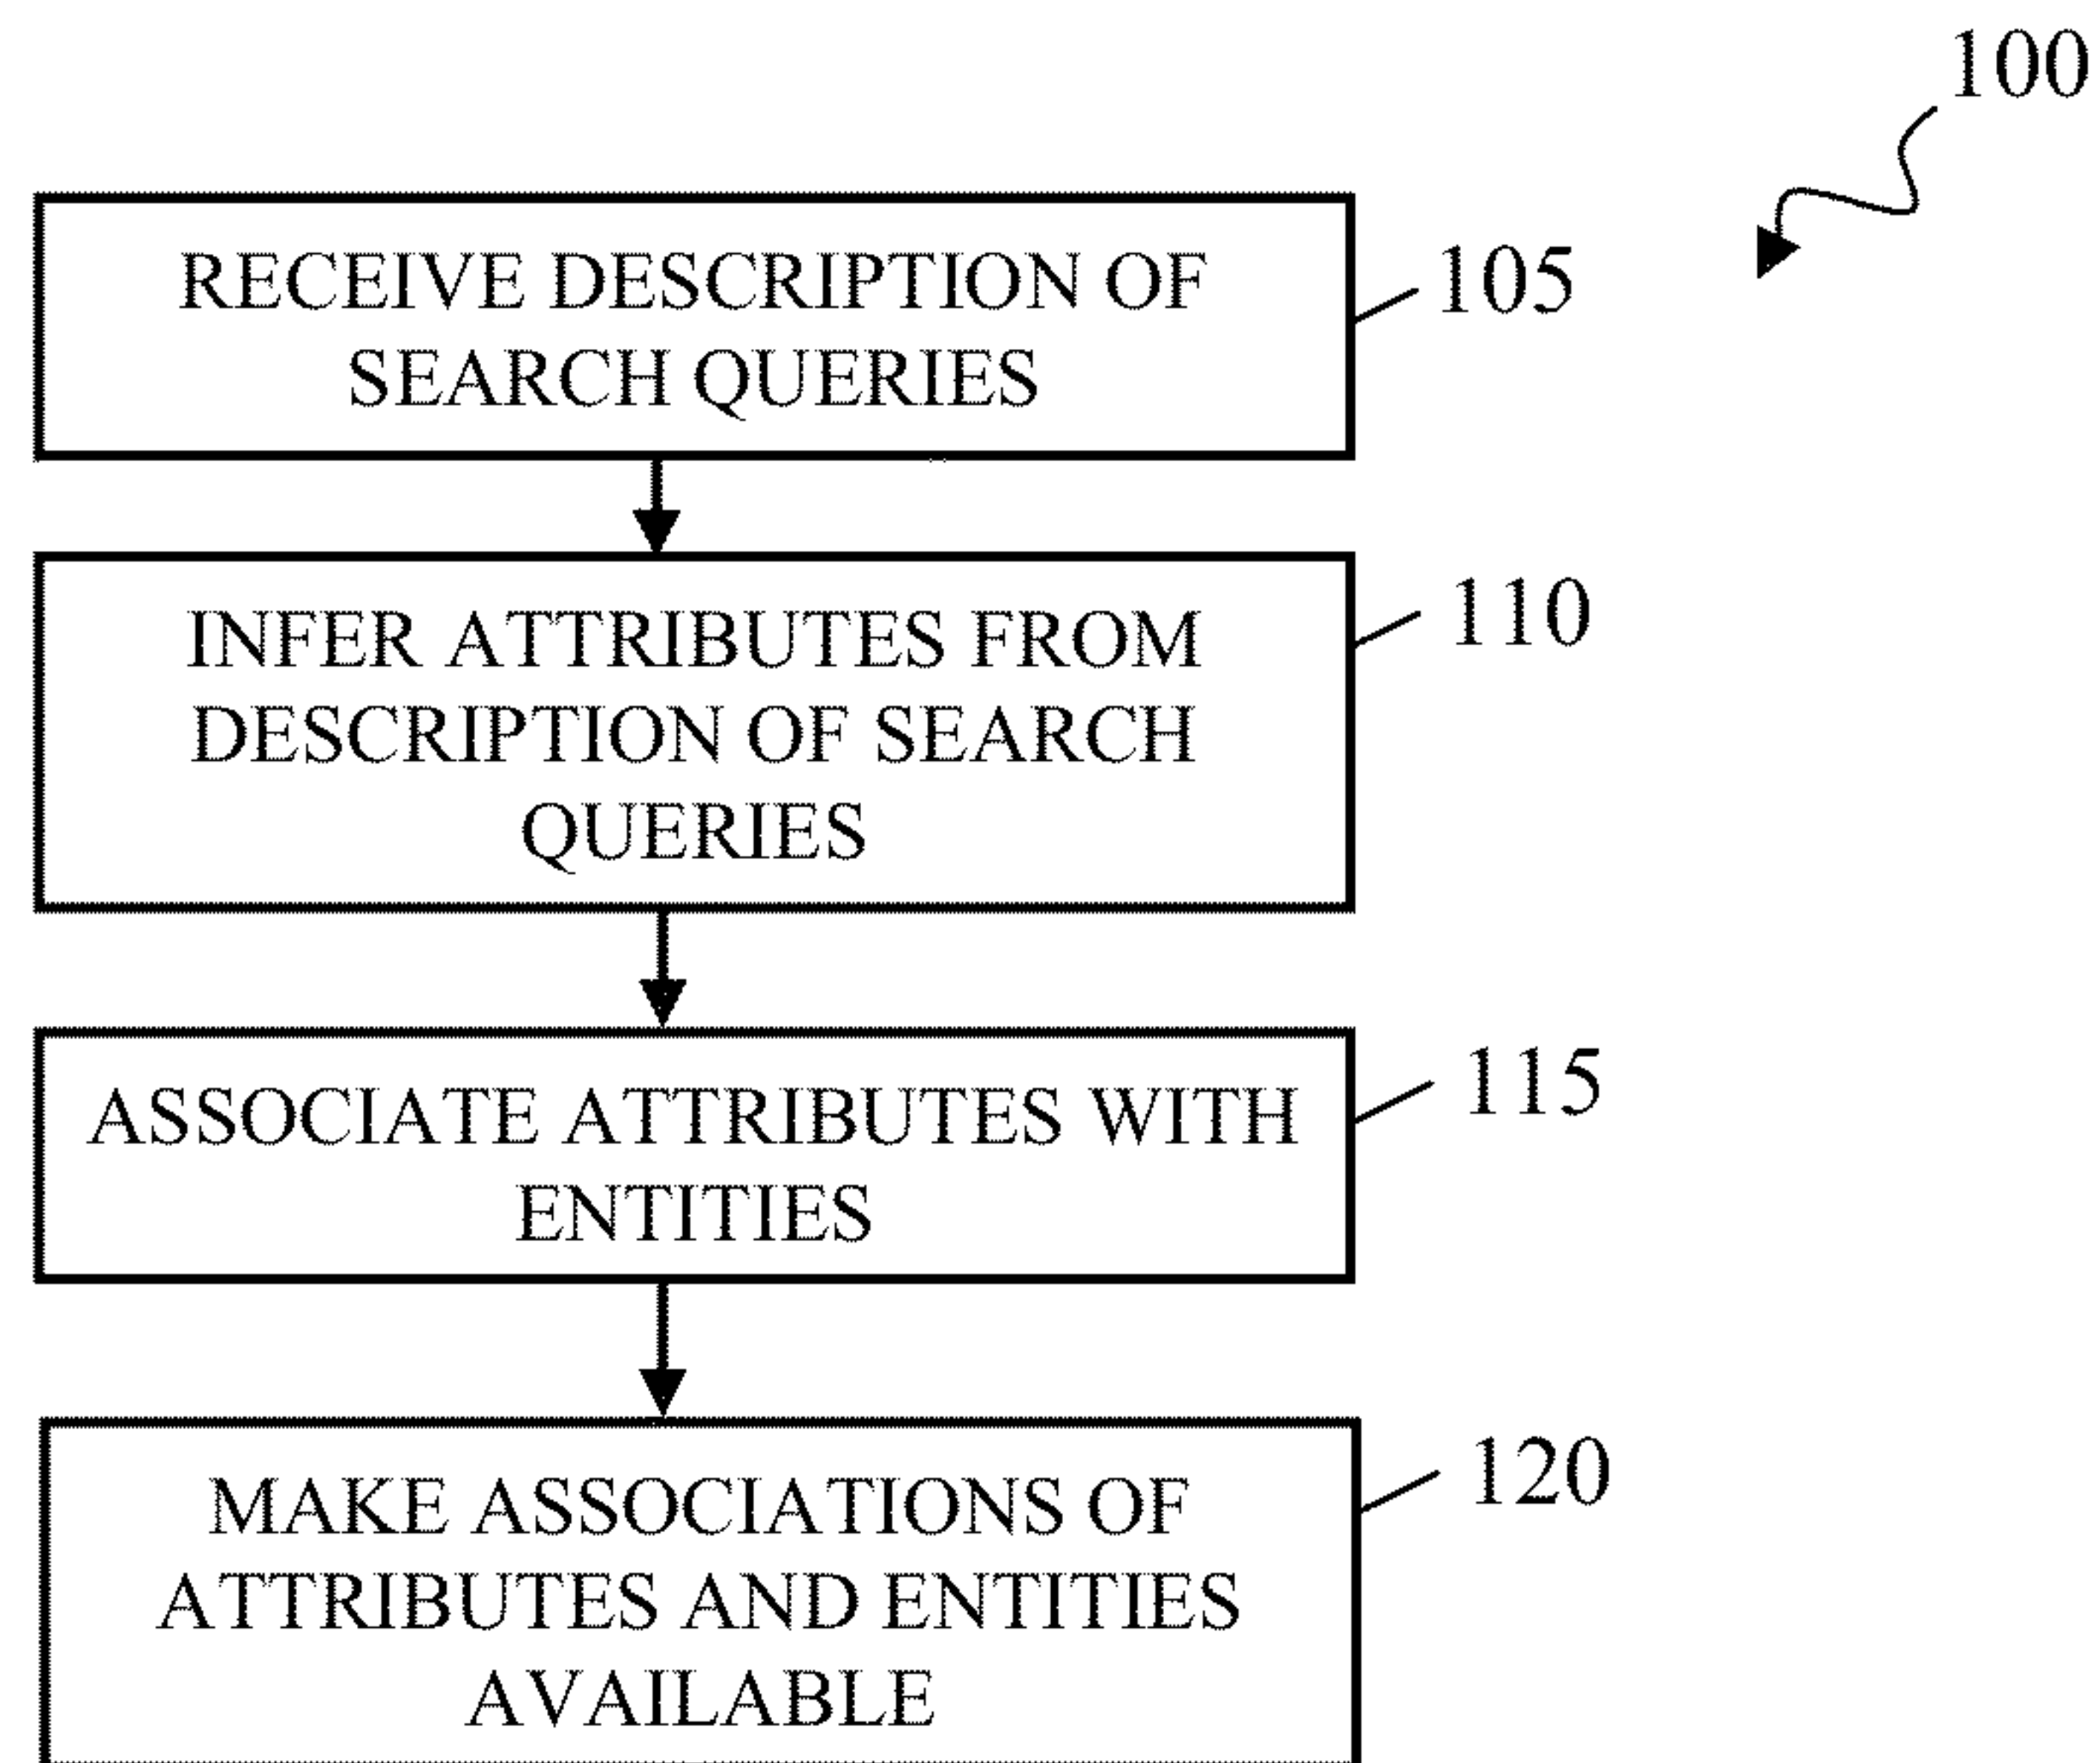 100
RECEIVE DESCRIPTION OF
SEARCH QUERIES
105
INFER ATTRIBUTES FROM
DESCRIPTION OF SEARCH
QUERIES
110
ASSOCIATE ATTRIBUTES WITH
ENTITIES
115
MAKE ASSOCIATIONS OF
ATTRIBUTES AND ENTITIES
AVAILABLE
120